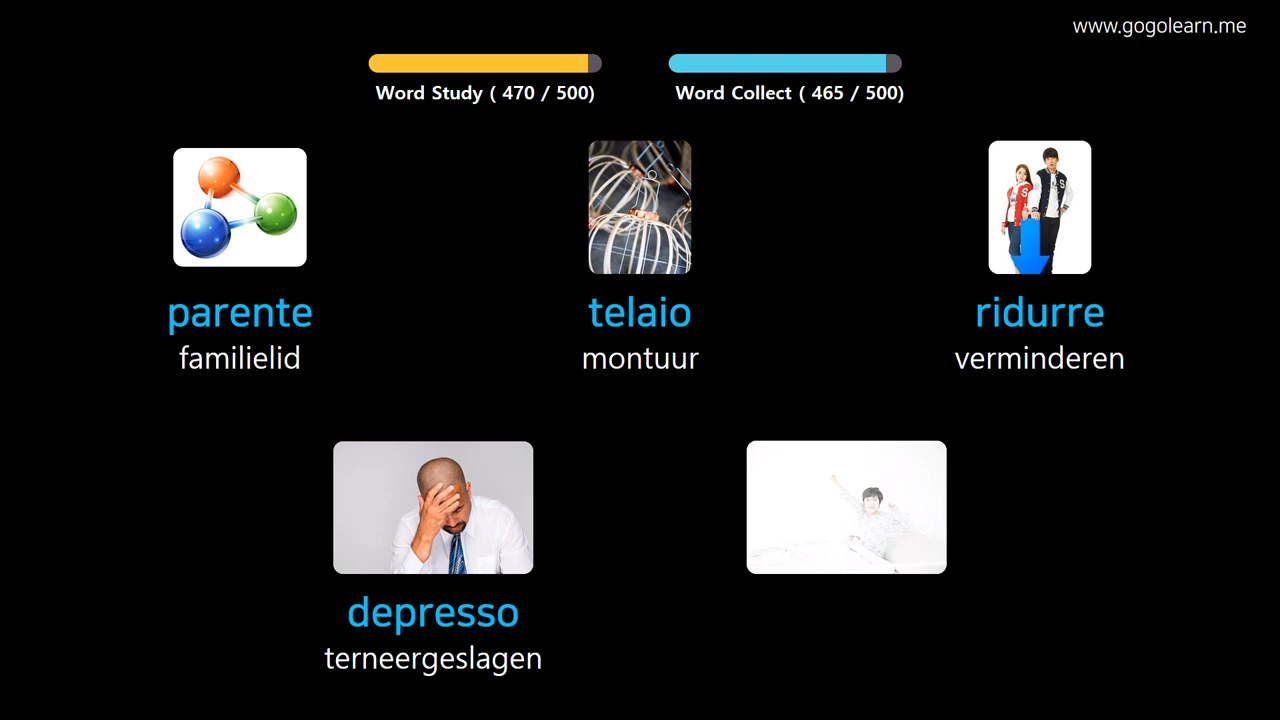 www.gogolearn.me
Word Study ( 470 / 500)
Word Collect ( 465 / 500)
parente
familielid
telaio
montuur
ridurre
verminderen
depresso
terneergeslagen